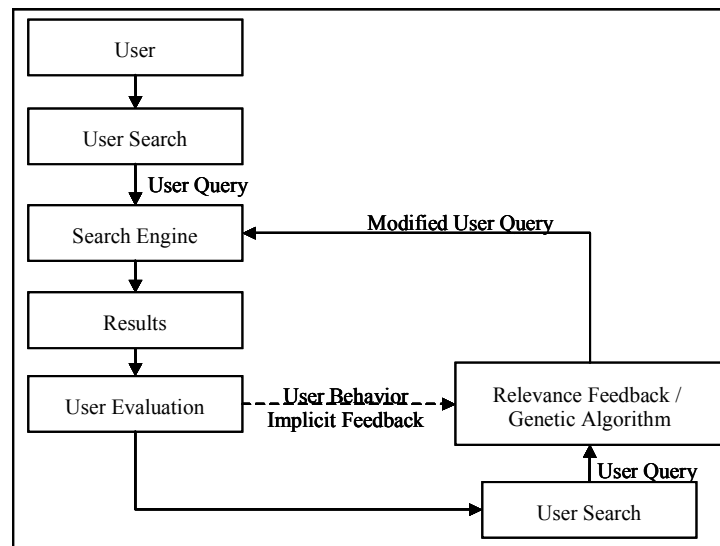 User
User Search
User Query
Search Engine
Modified User Query
Results
User Evaluation
User Behavior
Implicit Feedback
Relevance Feedback /
Genetic Algorithm
User Query
User Search